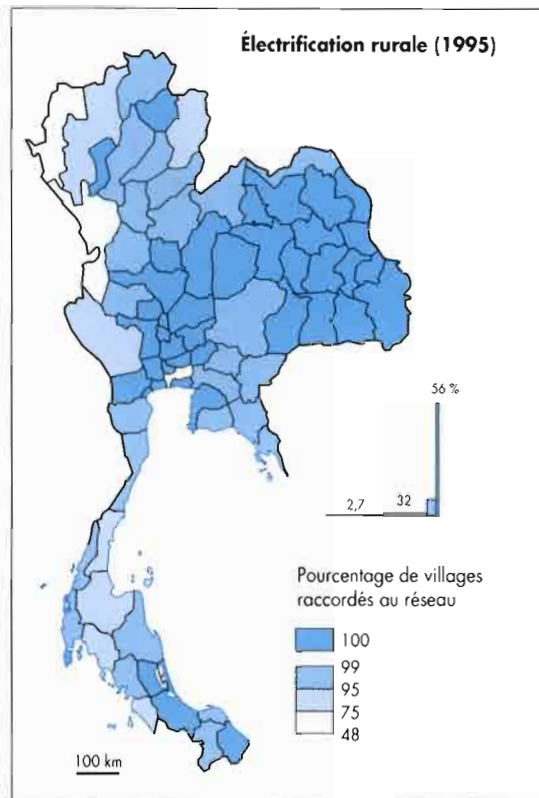 Électrification rurale (1995)
56 %
2,7
32
Pourcentage de villages
raccordés au réseau
100
99
95
75
48
100 km